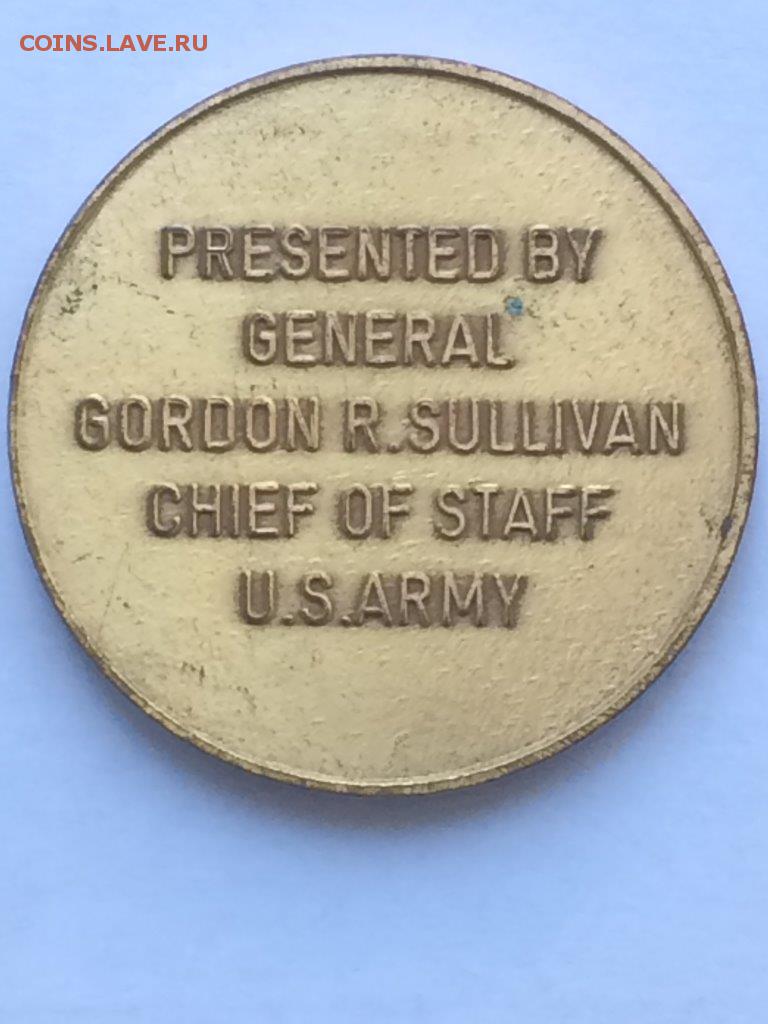 COINS.LAVE.RU
PRESENTED BY
GENERAL
GORDON R.SULLIVAN
CHIEF OF STAFF
U.S.ARMY